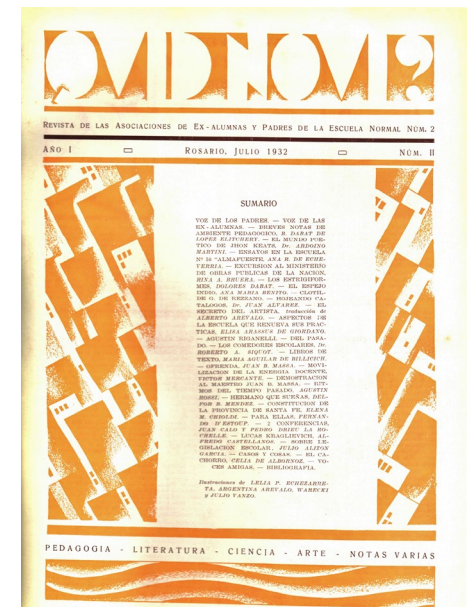 QVID NOVI?
REVISTA DE LAS ASOCIACIONES DE EX-ALUMNAS Y PADRES DE LA ESCUELA NORMAL NÚM. 2
AÑO I ROSARIO, JULIO 1932 NÚM. II
SUMARIO
VOZ DE LOS PADRES. — VOZ DE LAS
EX-ALUMNAS. — BREVES NOTAS DE
AMBIENTE PEDAGOGICO, R. DABAT DE
LOPEZ ELITCHERY. — EL MUNDO POE-
TICO DE JHON KEATS, Dr. ARDOINO
MARTINI. — ENSAYOS EN LA ESCUELA
Nº 56 "ALMAFUERTE, ANA R. DE ECHE-
VERRIA. — EXCURSION AL MINISTERIO
DE OBRAS PUBLICAS DE LA NACION,
RINA A. BRUERA. — LOS ESTRIGIFOR-
MES, DOLORES DABAT. — EL ESPEJO
INDIO, ANA MARIA BENITO. — CLOTIL-
DE G. DE REZZANO. — HOJEANDO CA-
TALOGOS, Dr. JUAN ALVAREZ. — EL
SECRETO DEL ARTISTA, traducción de
ALBERTO AREVALO. — ASPECTOS DE
LA ESCUELA QUE RENUEVA SUS PRAC-
TICAS, ELISA ABASSUS DE GIORDANO.
— AGUSTIN RIGANELLI. — DEL PASA-
DO. — LOS COMEDORES ESCOLARES, Dr.
ROBERTO A. SIQUOT. — LIBROS DE
TEXTO, MARIA AGUILAR DE BILLICICH.
— OFRENDA, JUAN B. MASSA. — MOVI-
LIZACION DE LA ENERGIA DOCENTE,
VICTOR MERCANTE. — DEMOSTRACION
AL MAESTRO JUAN B. MASSA. — RIT-
MOS DEL TIEMPO PASADO, AGUSTIN
ROSSI. — HERMANO QUE SUEÑAS, DEL-
FOR B. MENDEZ. — CONSTITUCION DE
LA PROVINCIA DE SANTA FE, ELENA
M. GRIOLDI. — PARA ELLAS, FERNAN-
DO D'ESTOUP. — 2 CONFERENCIAS,
JUAN CALO Y PEDRO DRIEU LA RO-
CHELLE. — LUCAS KRAGLIEVICH, AL-
FREDO CASTELLANOS. — SOBRE LE-
GISLACION ESCOLAR, JULIO ALITON
GARCIA. — CASOS Y COSAS. — EL CA-
CHORRO, CELIA DE ALBORNOZ. — VO-
CES AMIGAS. — BIBLIOGRAFIA.
Ilustraciones de LELIA P. ECHEZARRE-
TA, ARGENTINA AREVALO, WARECKI
y JULIO VANZO.
PEDAGOGIA - LITERATURA - CIENCIA - ARTE - NOTAS VARIAS